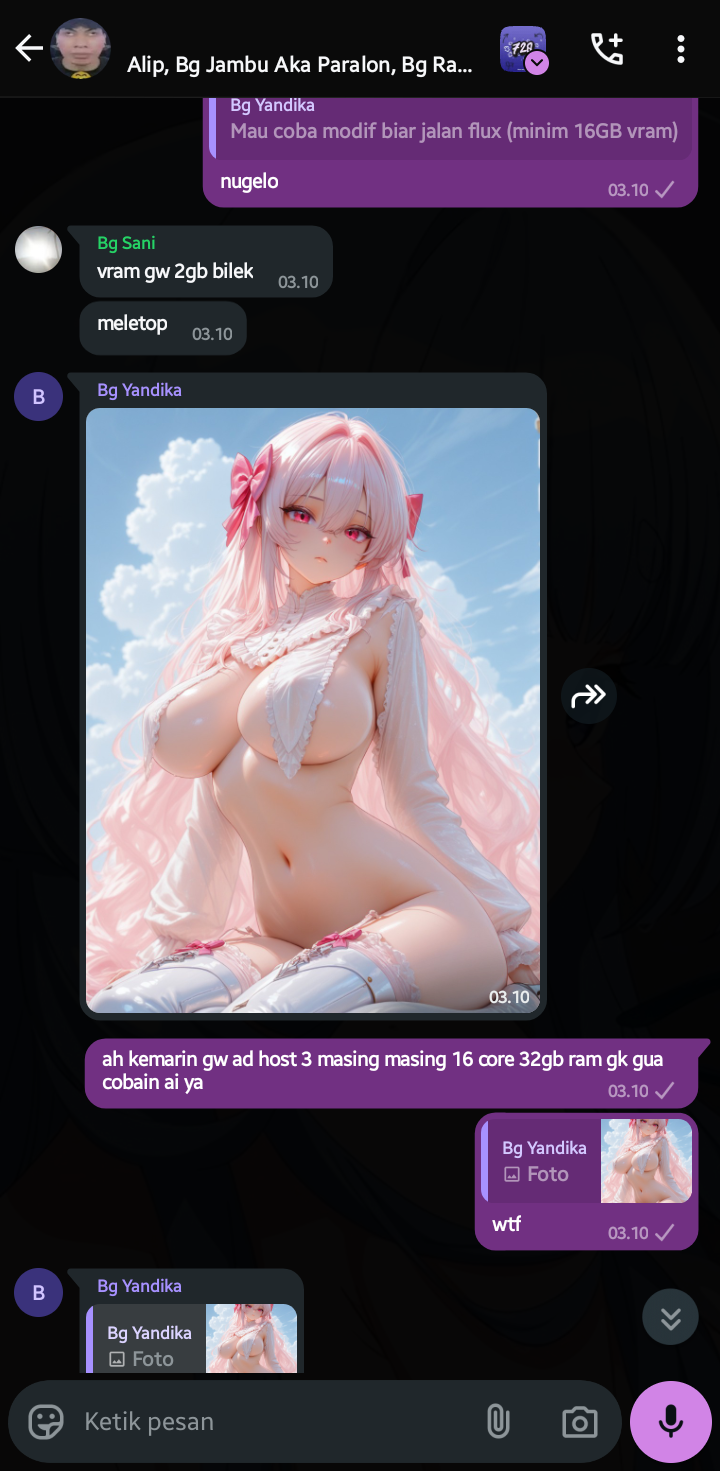 Alip, Bg Jambu Aka Paralon, Bg Ra...
Bg Yandika
Mau coba modif biar jalan flux (minim 16GB vram)
nugelo
03.10
Bg Sani
vram gw 2gb bilek
03.10
meletop
03.10
B
Bg Yandika
03.10
ah kemarin gw ad host 3 masing masing 16 core 32gb ram gk gua
cobain ai ya
03.10
Bg Yandika
Foto
wtf
03.10
B
Bg Yandika
Bg Yandika
Foto
Ketik pesan